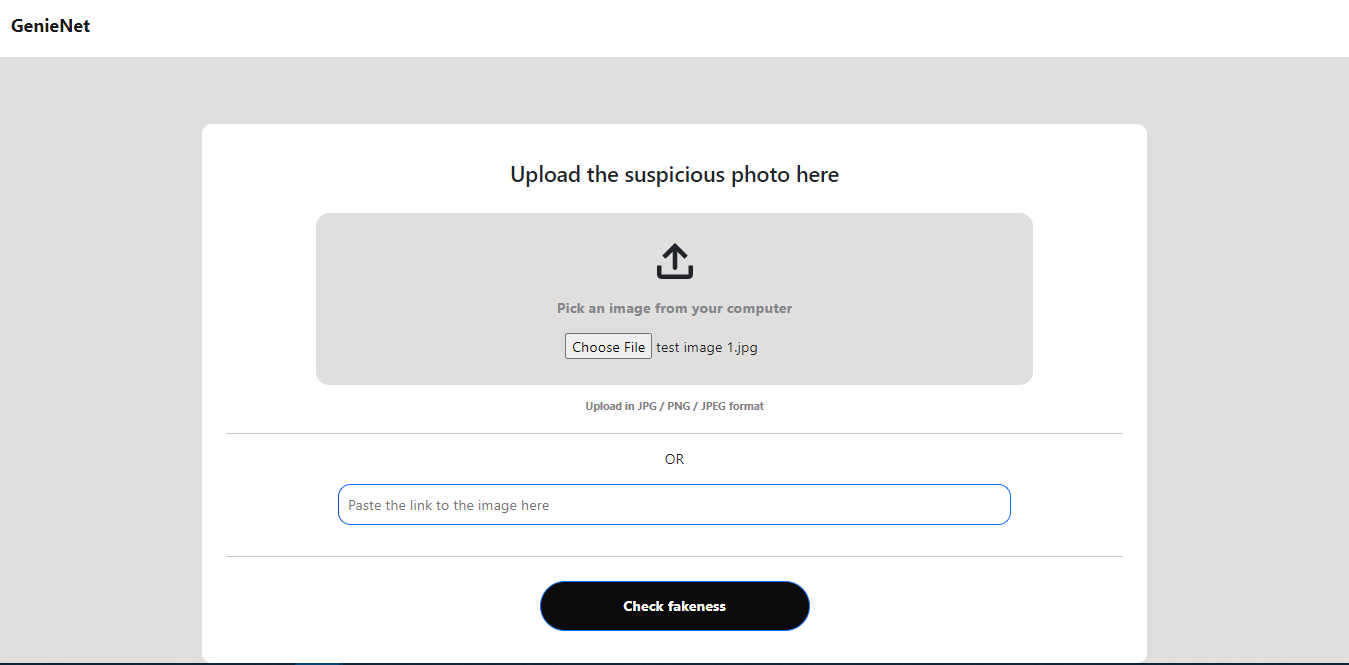 GenieNet
Upload the suspicious photo here
Pick an image from your computer
Choose File test image 1.jpg
Upload in JPG / PNG / JPEG format
OR
Paste the link to the image here
Check fakeness